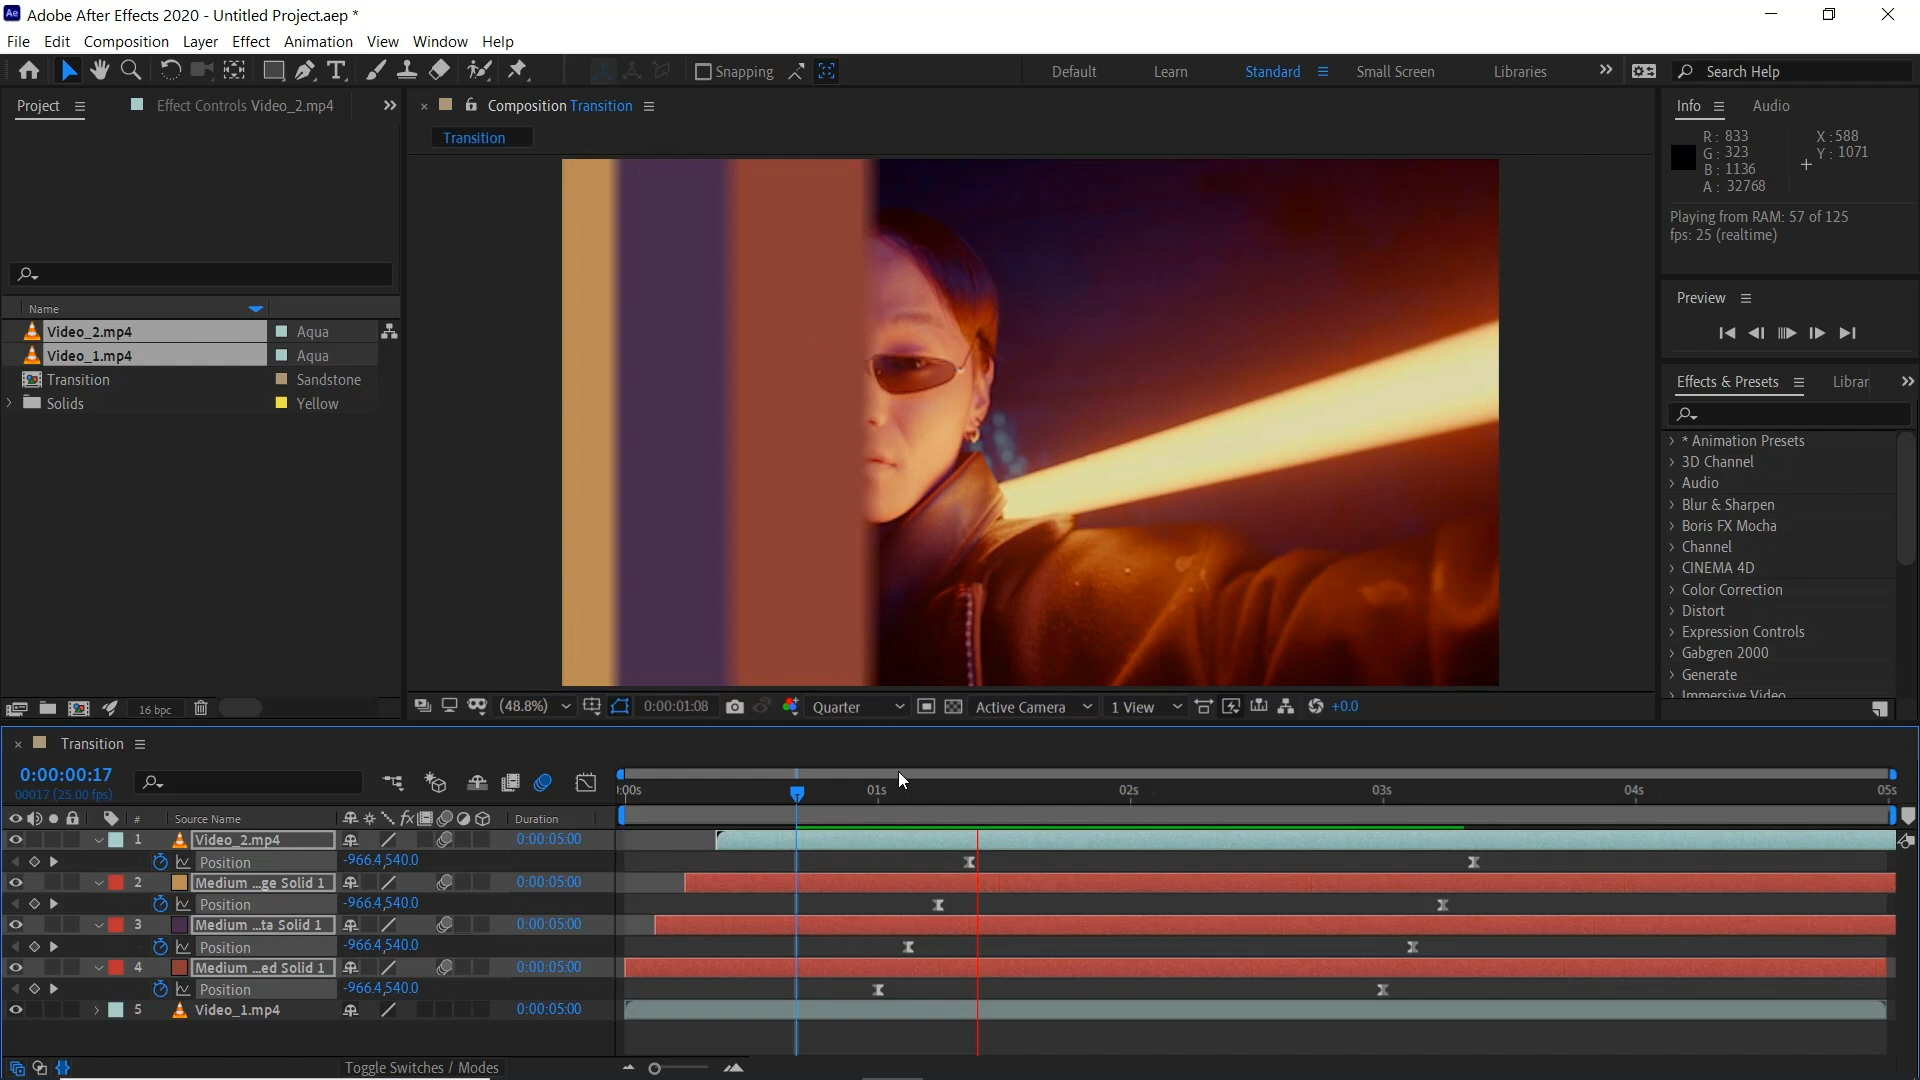 Ae Adobe After Effects 2020 - Untitled Project.aep *
File Edit Composition Layer Effect Animation View Window Help
Snapping
Default Learn Standard Small Screen Libraries
Search Help
Project
Effect Controls Video_2.mp4
Composition Transition
Transition
Info Audio
R: 833
G: 323
B: 1136
A: 32768
X: 588
Y: 1071
Playing from RAM: 57 of 125
fps: 25 (realtime)
Preview
Name
Video_2.mp4 Aqua
Video_1.mp4 Aqua
Transition Sandstone
Solids Yellow
Effects & Presets Librar
* Animation Presets
3D Channel
Audio
Blur & Sharpen
Boris FX Mocha
Channel
CINEMA 4D
Color Correction
Distort
Expression Controls
Gabgren 2000
Generate
Immersive Video
16 bpc
(48.8%) 0:00:01:08 Quarter Active Camera 1 View +0.0
Transition
0:00:00:17
00017 (25.00 fps)
):00s 01s 02s 03s 04s 05s
# Source Name fx Duration
1 Video_2.mp4 0:00:05:00
Position -966.4,540.0
2 Medium ...ge Solid 1 0:00:05:00
Position -966.4,540.0
3 Medium ...ta Solid 1 0:00:05:00
Position -966.4,540.0
4 Medium ...ed Solid 1 0:00:05:00
Position -966.4,540.0
5 Video_1.mp4 0:00:05:00
Toggle Switches / Modes